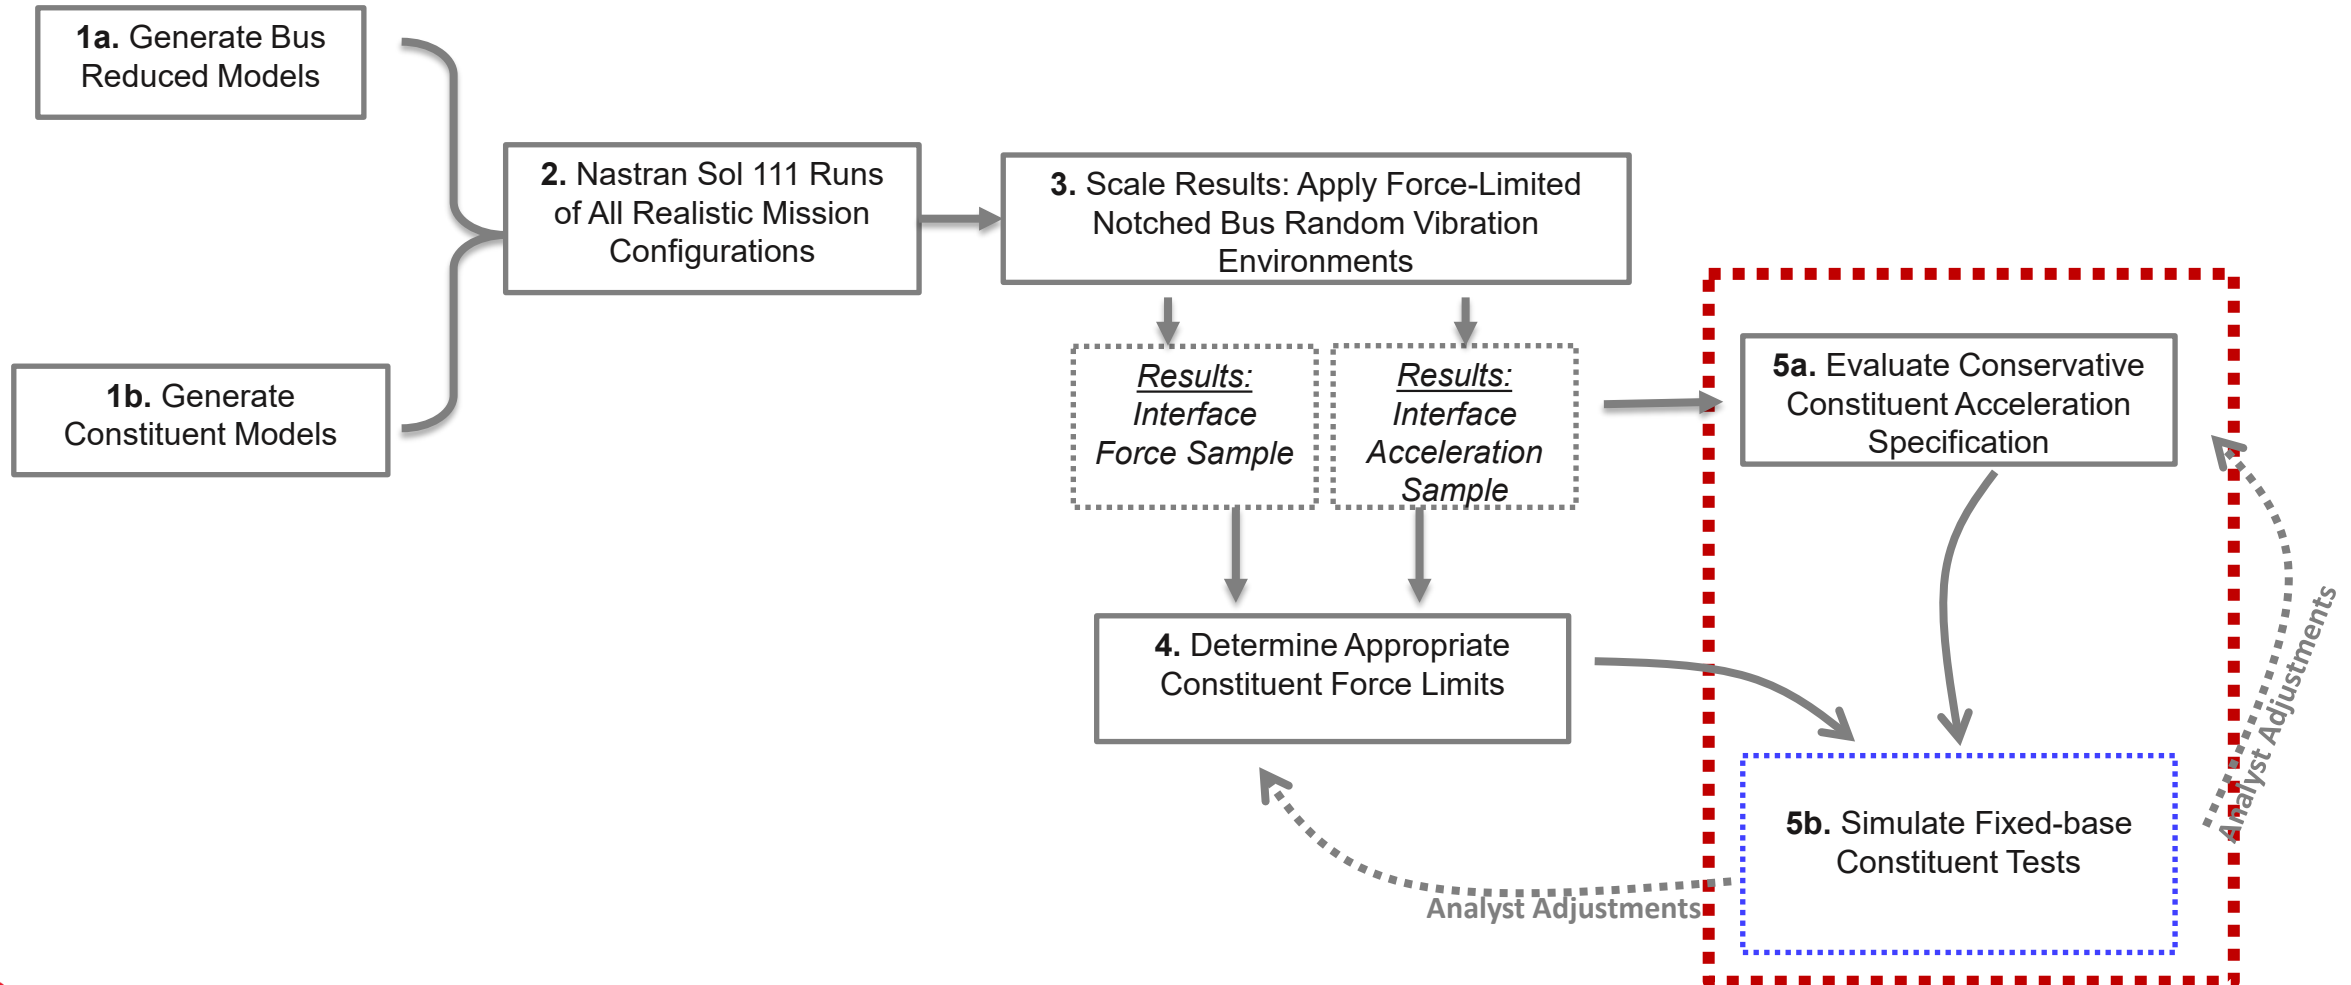 1a. Generate Bus
Reduced Models
1b. Generate
Constituent Models
2. Nastran Sol 111 Runs
of All Realistic Mission
Configurations
3. Scale Results: Apply Force-Limited
Notched Bus Random Vibration
Environments
Results:
Interface
Force Sample
Results:
Interface
Acceleration
Sample
4. Determine Appropriate
Constituent Force Limits
5a. Evaluate Conservative
Constituent Acceleration
Specification
5b. Simulate Fixed-base
Constituent Tests
Analyst Adjustments
Analyst Adjustments